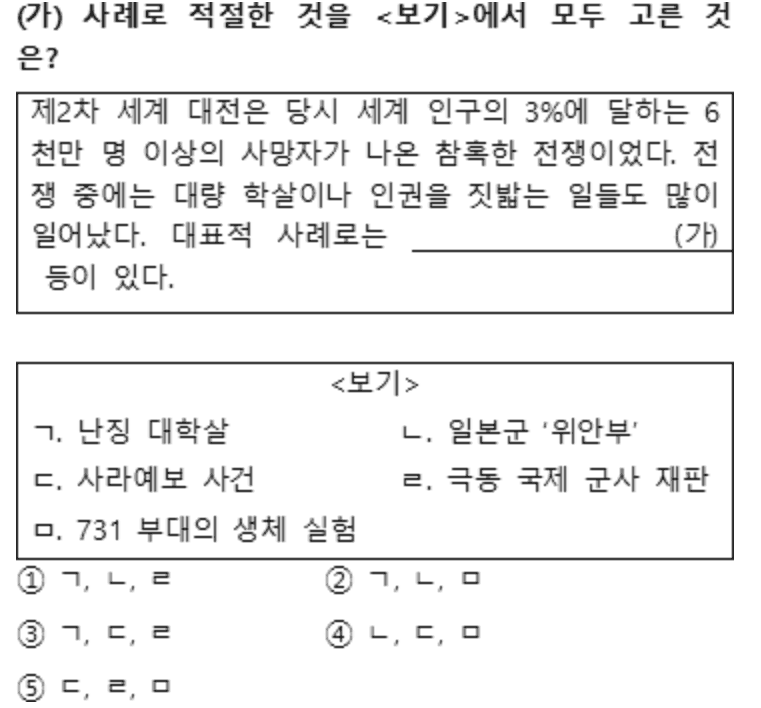 (가) 사례로 적절한 것을 <보기>에서 모두 고른 것
은?
제2차 세계 대전은 당시 세계 인구의 3%에 달하는 6
천만 명 이상의 사망자가 나온 참혹한 전쟁이었다. 전
쟁 중에는 대량 학살이나 인권을 짓밟는 일들도 많이
일어났다. 대표적 사례로는 (가)
등이 있다.
<보기>
ㄱ. 난징 대학살 ㄴ. 일본군 ‘위안부’
ㄷ. 사라예보 사건 ㄹ. 극동 국제 군사 재판
ㅁ. 731 부대의 생체 실험
① ㄱ, ㄴ, ㄹ ② ㄱ, ㄴ, ㅁ
③ ㄱ, ㄷ, ㄹ ④ ㄴ, ㄷ, ㅁ
⑤ ㄷ, ㄹ, ㅁ